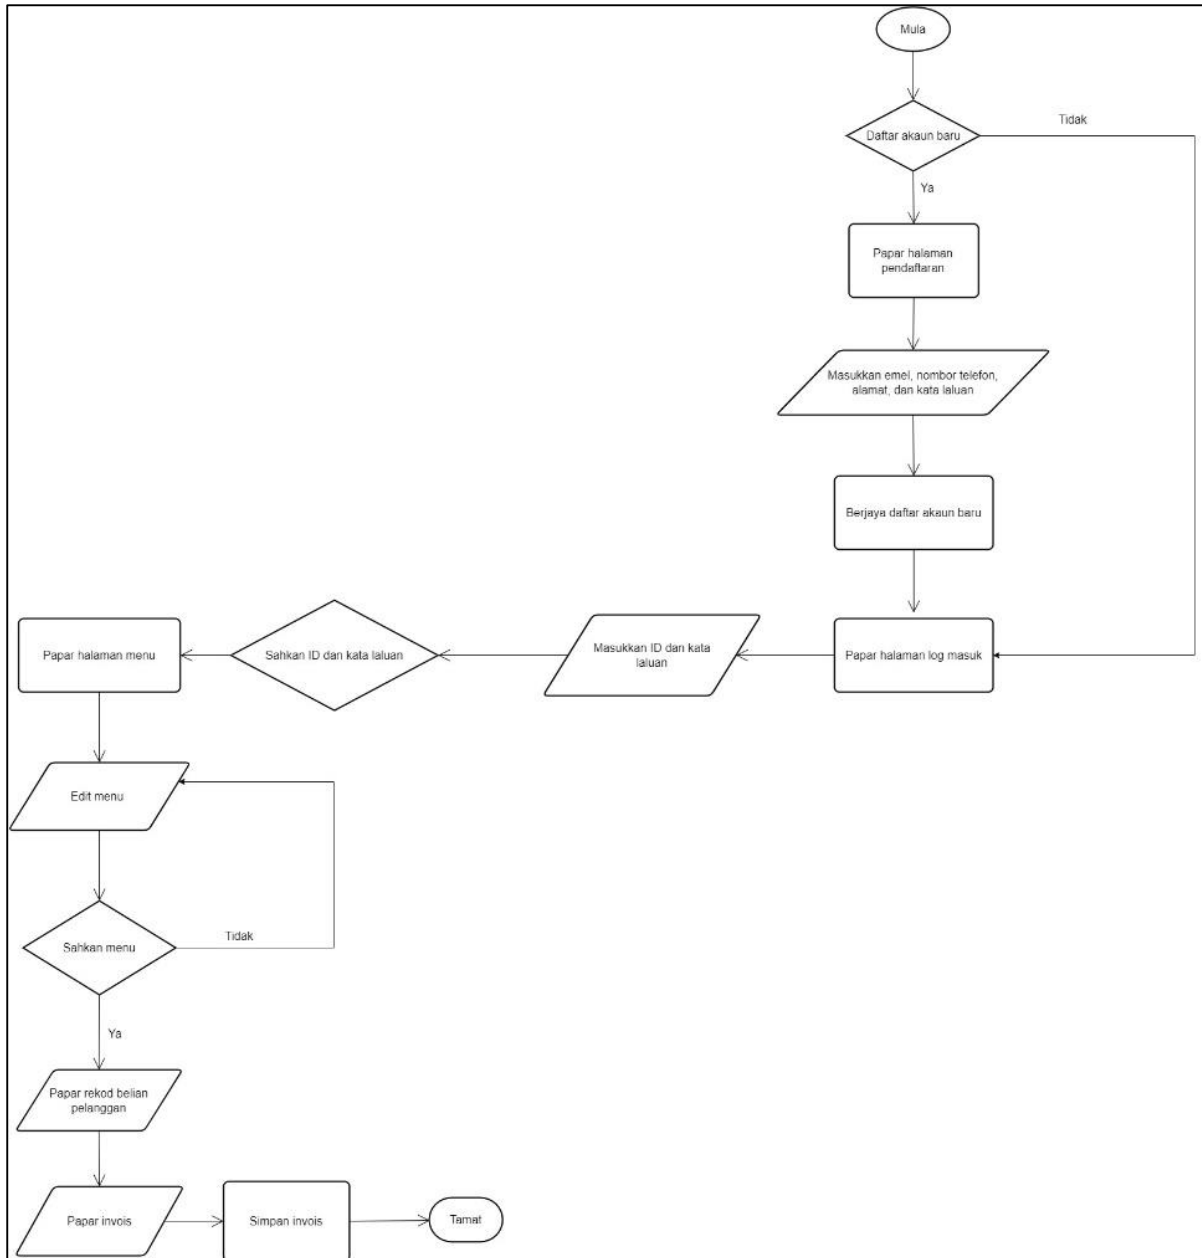 Mula
Daftar akaun baru
Tidak
Ya
Papar halaman
pendaftaran
Masukkan emel, nombor telefon,
alamat, dan kata laluan
Berjaya daftar akaun baru
Papar halaman log masuk
Masukkan ID dan kata
laluan
Sahkan ID dan kata laluan
Papar halaman menu
Edit menu
Sahkan menu
Tidak
Ya
Papar rekod belian
pelanggan
Papar invois
Simpan invois
Tamat